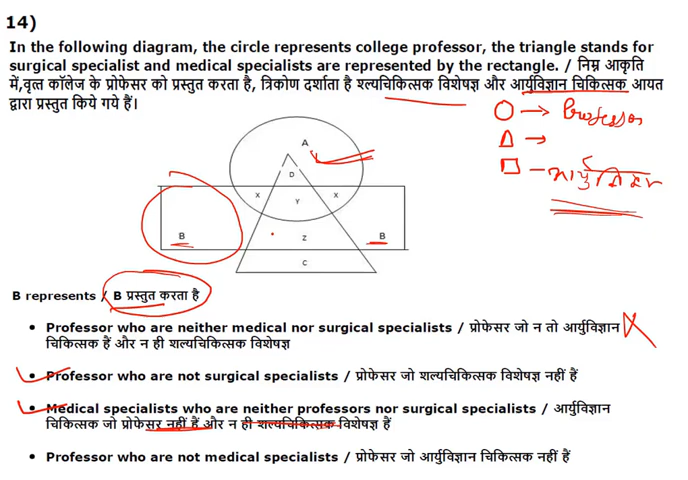 14)
In the following diagram, the circle represents college professor, the triangle stands for
surgical specialist and medical specialists are represented by the rectangle. / निम्न आकृति
में,वृत्त कॉलेज के प्रोफेसर को प्रस्तुत करता है, त्रिकोण दर्शाता है शल्यचिकित्सक विशेषज्ञ और आर्युविज्ञान चिकित्सक आयत
द्वारा प्रस्तुत किये गये हैं।
Professor
A
D
X Y X
B Z B
C
B represents / B प्रस्तुत करता है
• Professor who are neither medical nor surgical specialists / प्रोफेसर जो न तो आर्युविज्ञान
चिकित्सक हैं और न ही शल्यचिकित्सक विशेषज्ञ
• Professor who are not surgical specialists / प्रोफेसर जो शल्यचिकित्सक विशेषज्ञ नहीं हैं
• Medical specialists who are neither professors nor surgical specialists / आर्युविज्ञान
चिकित्सक जो प्रोफेसर नहीं हैं और न ही शल्यचिकित्सक विशेषज्ञ हैं
• Professor who are not medical specialists / प्रोफेसर जो आर्युविज्ञान चिकित्सक नहीं हैं